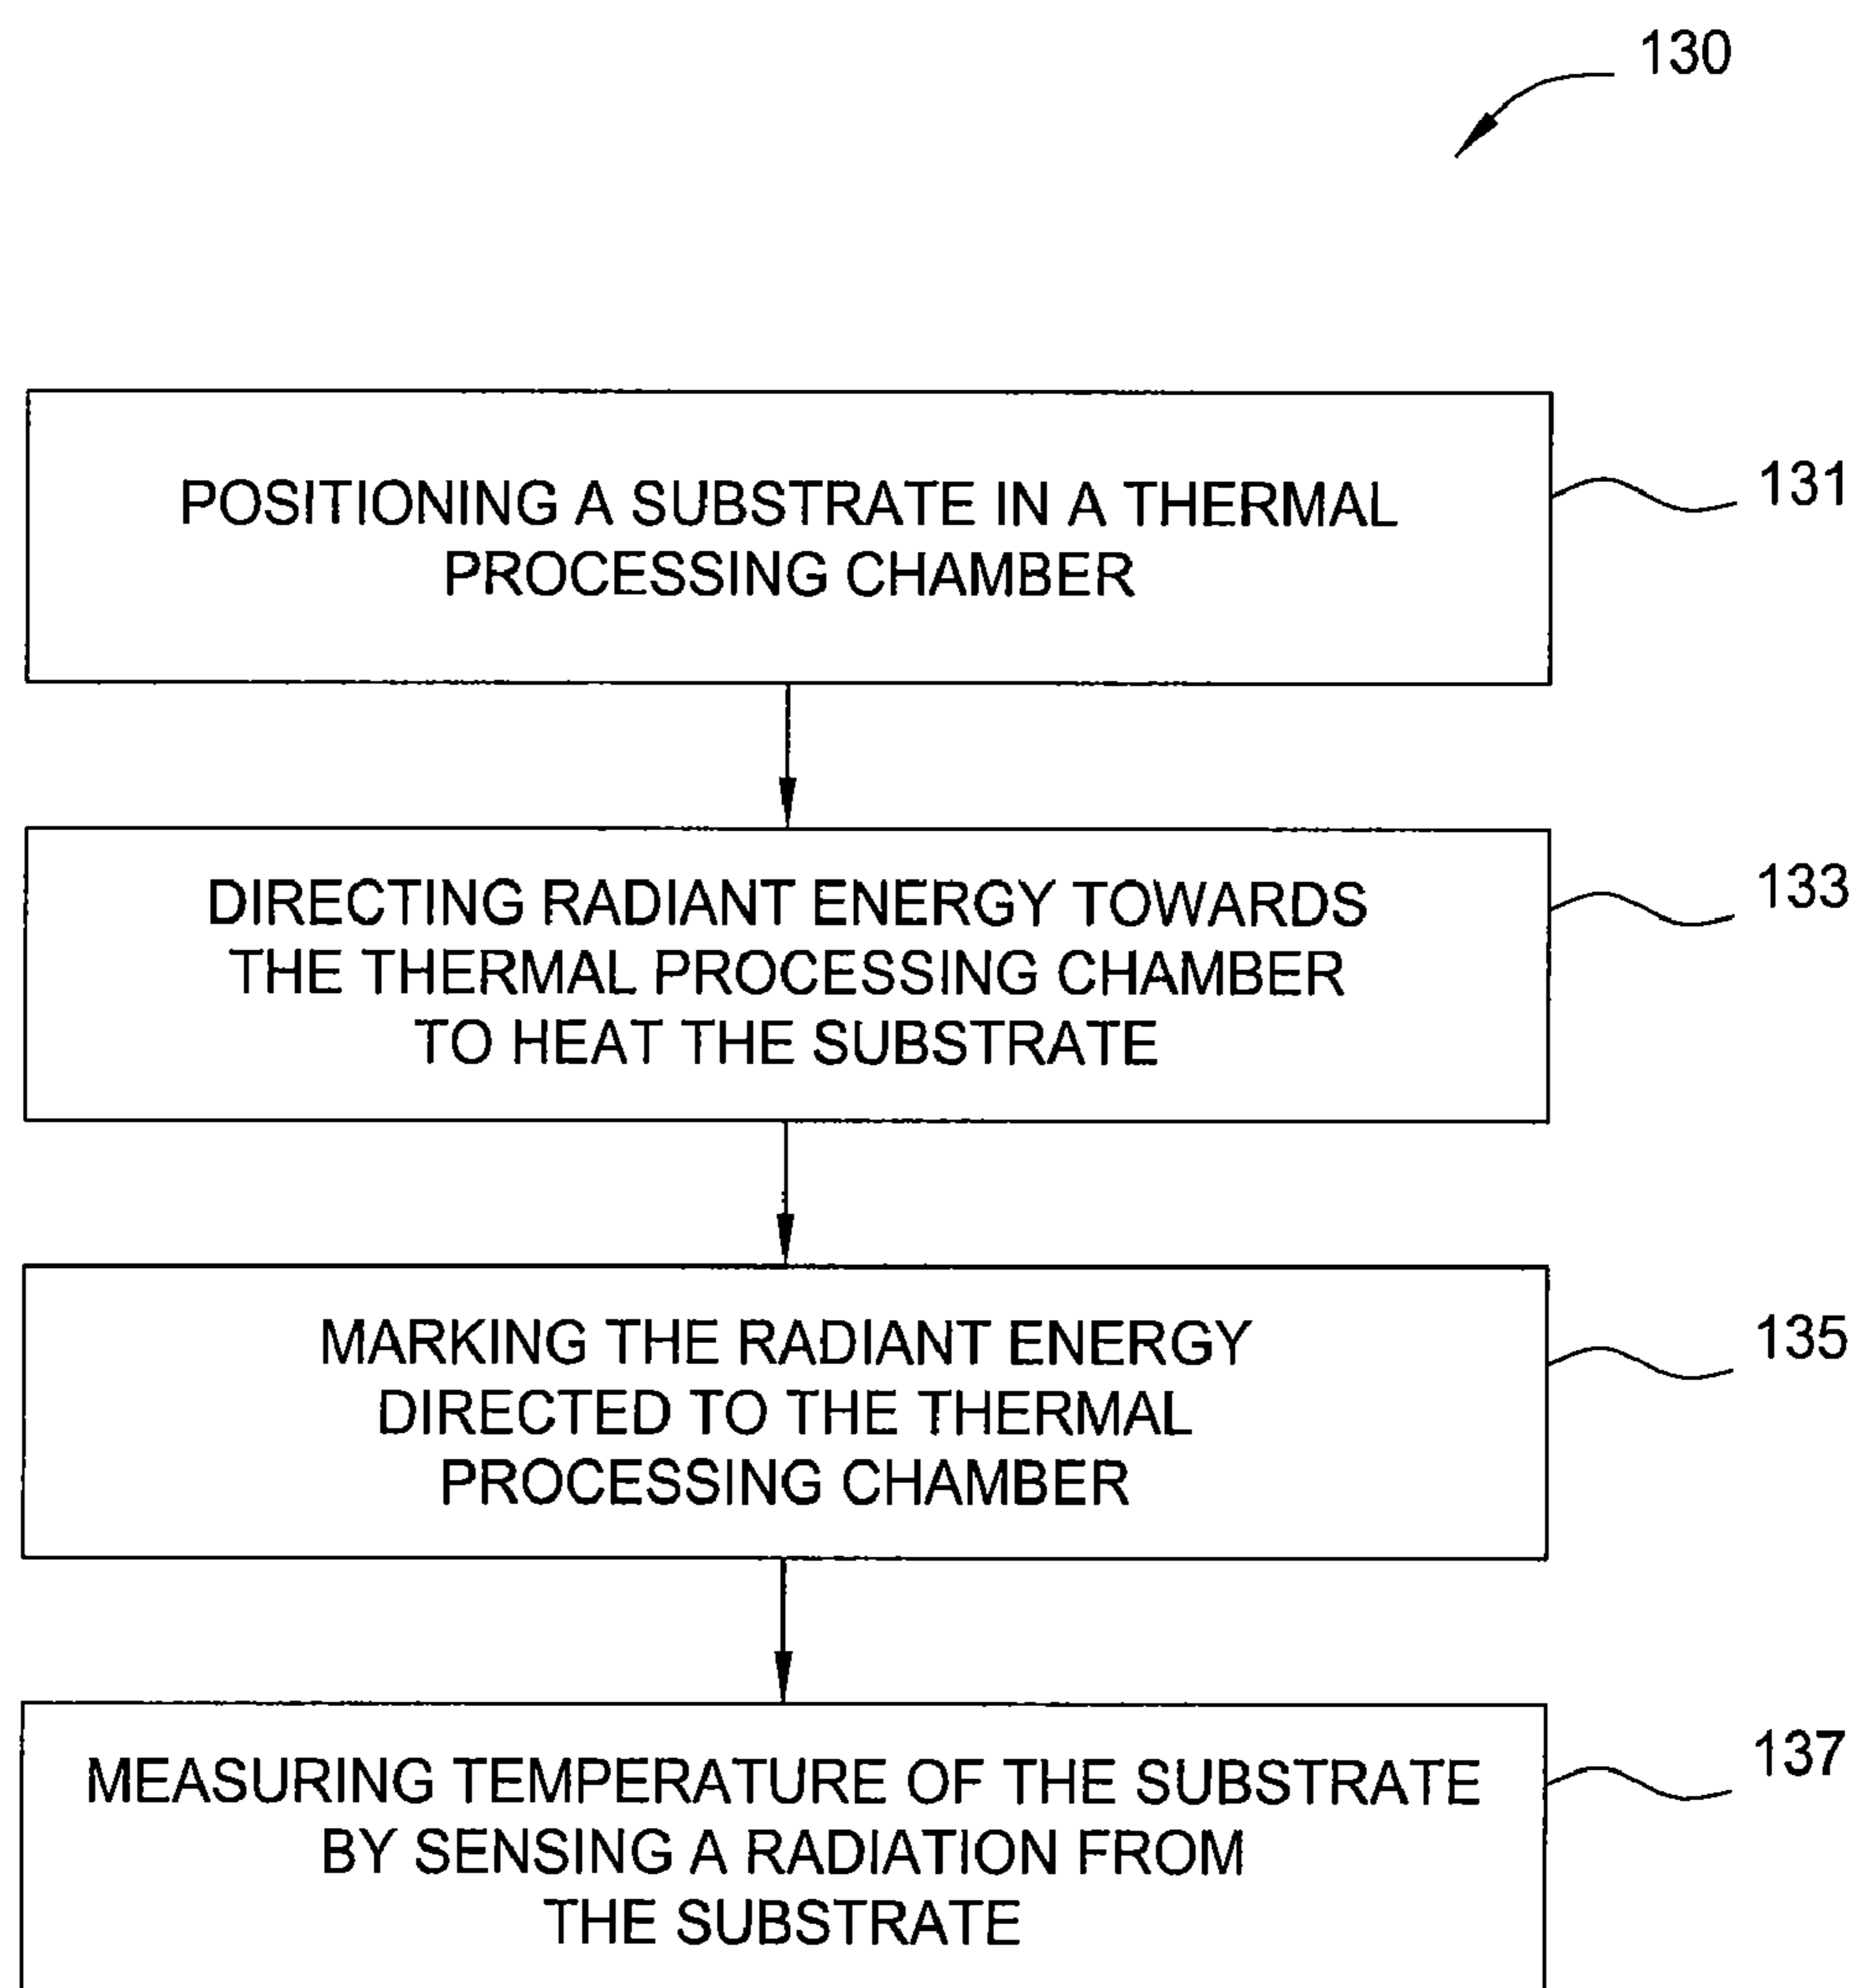 130
POSITIONING A SUBSTRATE IN A THERMAL
PROCESSING CHAMBER
131
DIRECTING RADIANT ENERGY TOWARDS
THE THERMAL PROCESSING CHAMBER
TO HEAT THE SUBSTRATE
133
MARKING THE RADIANT ENERGY
DIRECTED TO THE THERMAL
PROCESSING CHAMBER
135
MEASURING TEMPERATURE OF THE SUBSTRATE
BY SENSING A RADIATION FROM
THE SUBSTRATE
137